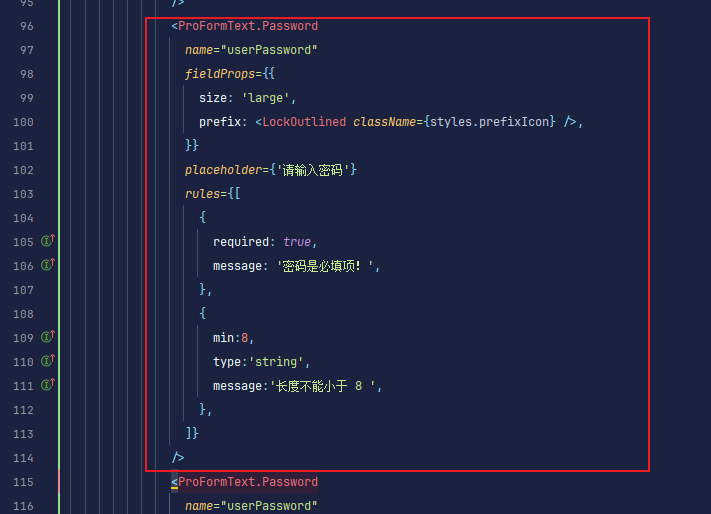 95 />
96 <ProFormText.Password
97 name="userPassword"
98 fieldProps={{
99 size: 'large',
100 prefix: <LockOutlined className={styles.prefixIcon} />,
101 }}
102 placeholder={'请输入密码'}
103 rules={[
104 {
105 required: true,
106 message: '密码是必填项! ',
107 },
108 {
109 min:8,
110 type:'string',
111 message:'长度不能小于 8 ',
112 },
113 ]}
114 />
115 <ProFormText.Password
116 name="userPassword"